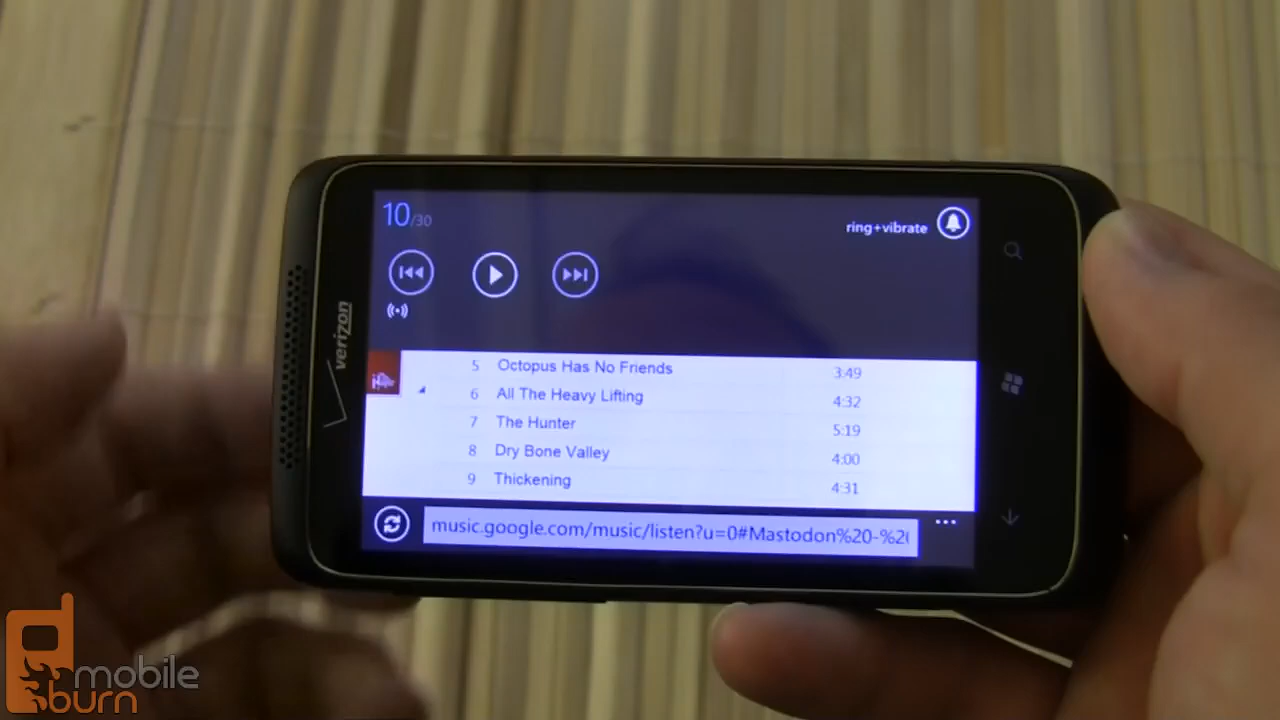 10/30
ring+vibrate
verizon
5 Octopus Has No Friends 3:49
6 All The Heavy Lifting 4:32
7 The Hunter 5:19
8 Dry Bone Valley 4:00
9 Thickening 4:31
music.google.com/music/listen?u=0#Mastodon%20-%20
mobile
burn